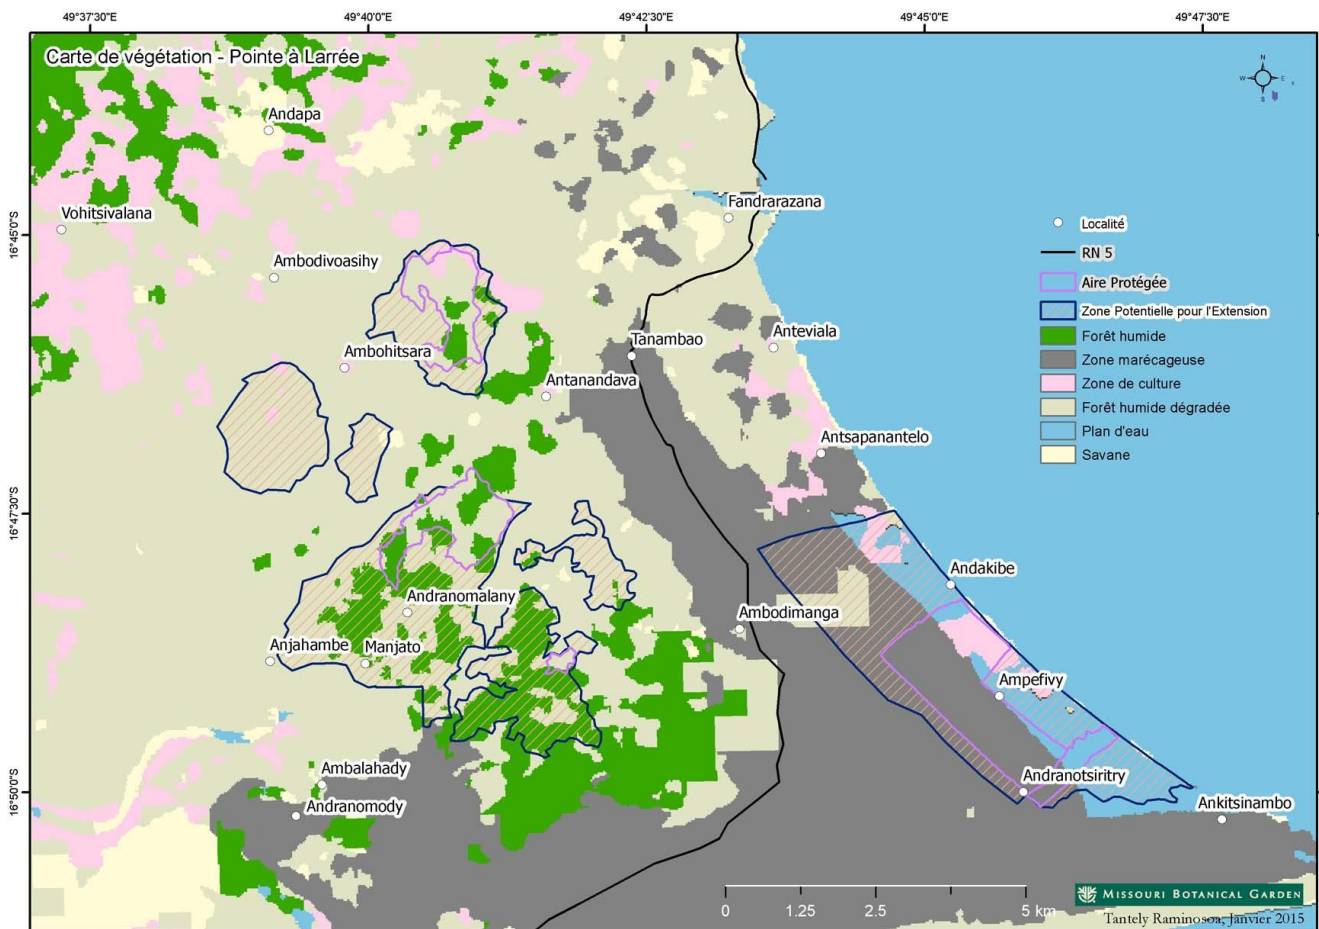 49°37'30"E 49°40'0"E 49°42'30"E 49°45'0"E 49°47'30"E
Carte de végétation - Pointe à Larrée
N
W E
S
Andapa
Fandrarazana
Vohitsivalana
Localité
16°45'0"S
RN 5
Ambodivoasihy
Aire Protégée
Zone Potentielle pour l'Extension
Forêt humide
Tanambao
Anteviala
Ambohitsara
Zone marécageuse
Zone de culture
Antanandava
Forêt humide dégradée
Plan d'eau
Antsapanantelo
Savane
16°47'30"S
Andakibe
Andranomalany
Ambodimanga
Anjahambe
Manjato
Ampefivy
Ambalahady
Andranotsiritry
16°50'0"S
Andranomody
Ankitsinambo
MISSOURI BOTANICAL GARDEN
0 1.25 2.5 5 km
Tantely Raminosoa, Janvier 2015